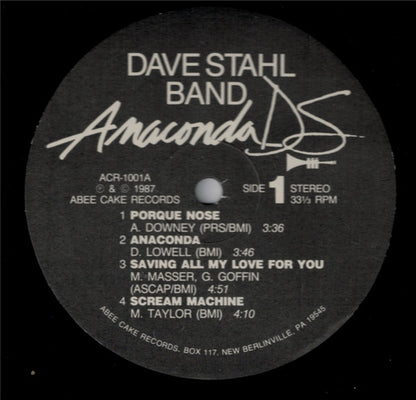 DAVE STAHL
BAND
Anaconda DS
ACR-1001A
℗ & © 1987
ABEE CAKE RECORDS
SIDE 1 STEREO
33⅓ RPM
1 PORQUE NOSE
A. DOWNEY (PRS/BMI) 3:36
2 ANACONDA
D. LOWELL (BMI) 3:46
3 SAVING ALL MY LOVE FOR YOU
M. MASSER, G. GOFFIN
(ASCAP/BMI) 4:51
4 SCREAM MACHINE
M. TAYLOR (BMI) 4:10
ABEE CAKE RECORDS, BOX 117, NEW BERLINVILLE, PA 19545